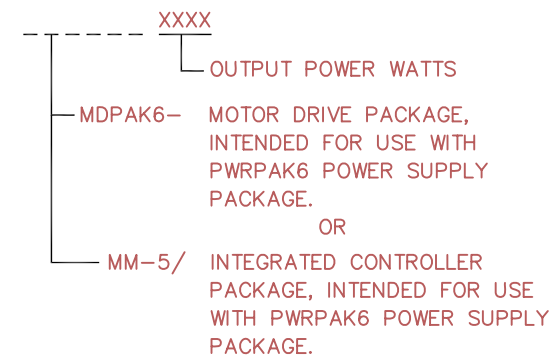 XXXX
OUTPUT POWER WATTS
MDPAK6- MOTOR DRIVE PACKAGE,
INTENDED FOR USE WITH
PWRPAK6 POWER SUPPLY
PACKAGE.
OR
MM-5/ INTEGRATED CONTROLLER
PACKAGE, INTENDED FOR USE
WITH PWRPAK6 POWER SUPPLY
PACKAGE.